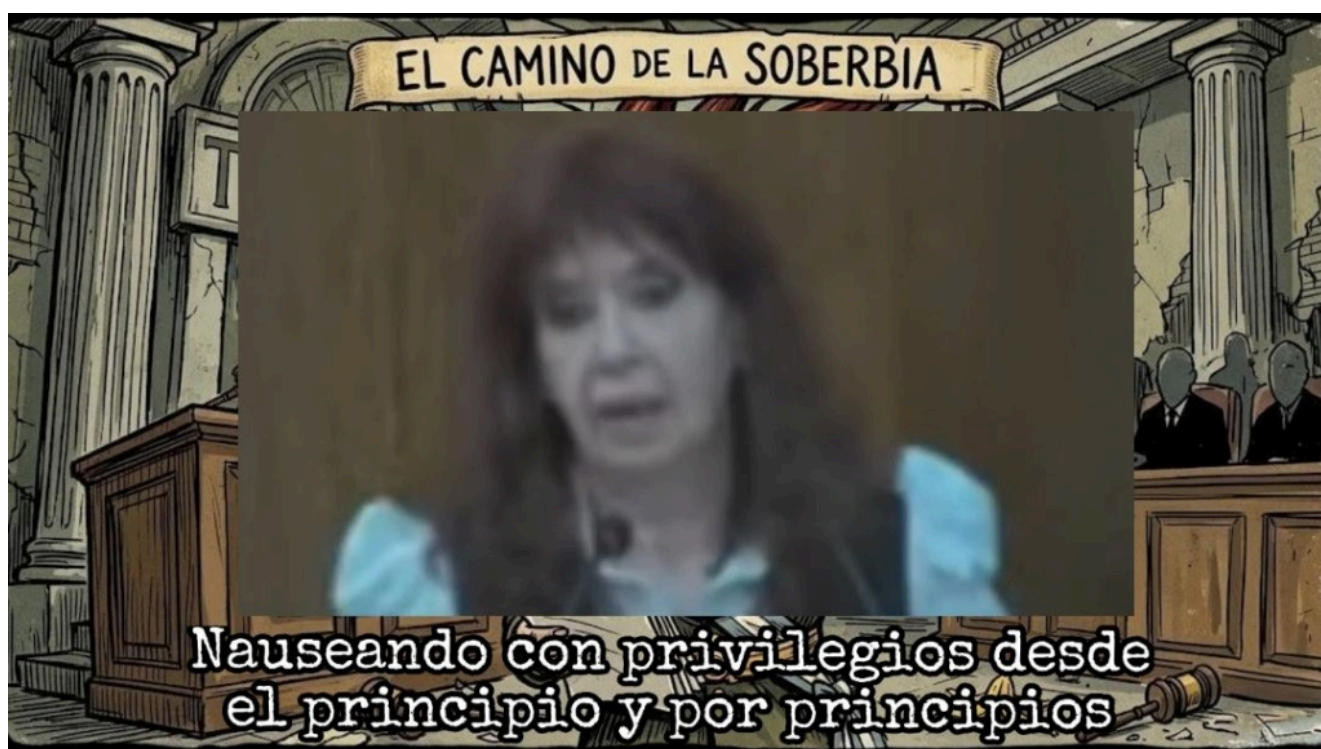 EL CAMINO DE LA SOBERBIA
T
Nauseando con privilegios desde
el principio y por principios